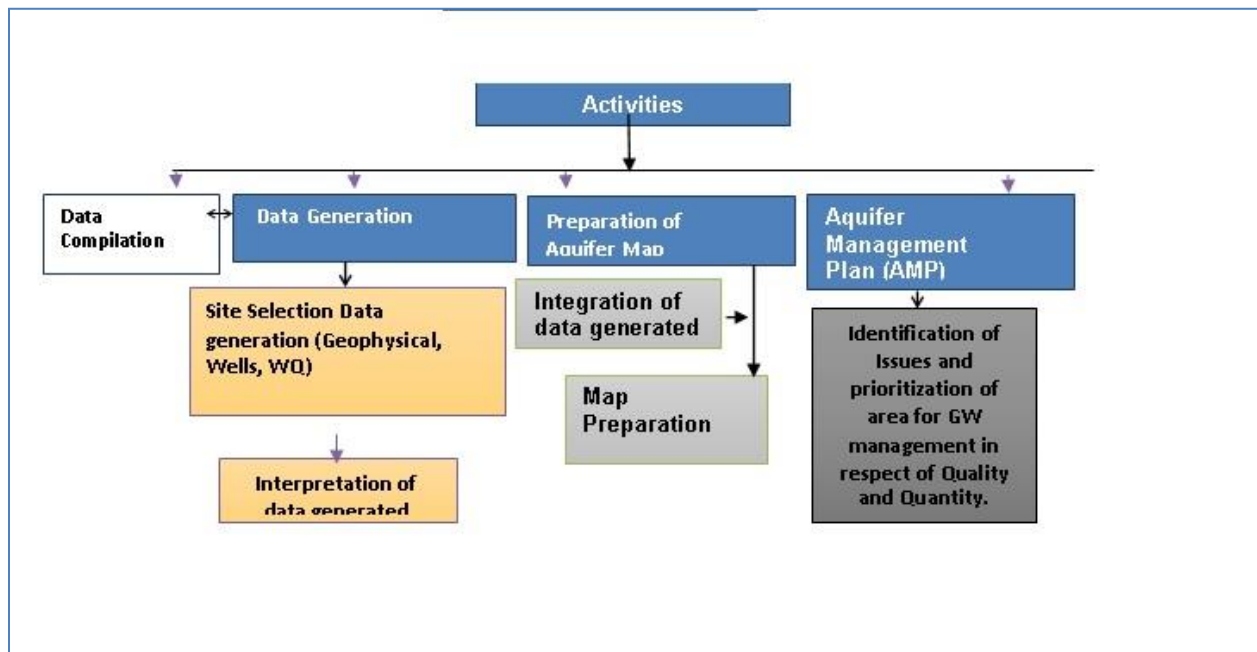 Activities
Data
Compilation
Data Generation
Preparation of
Aquifer Map
Aquifer
Management
Plan (AMP)
Site Selection Data
generation (Geophysical,
Wells, WQ)
Integration of
data generated
Identification of
Issues and
prioritization of
area for GW
management in
respect of Quality
and Quantity.
Map
Preparation
Interpretation of
data generated